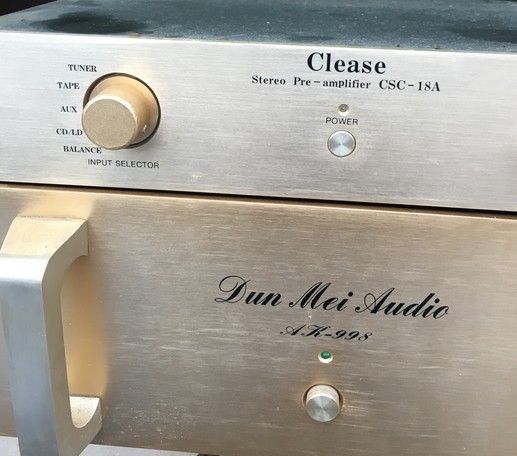 Clease
Stereo Pre-amplifier CSC-18A
TUNER
TAPE
AUX
CD/LD
BALANCE
INPUT SELECTOR
POWER
Dun Mei Audio
AK-998